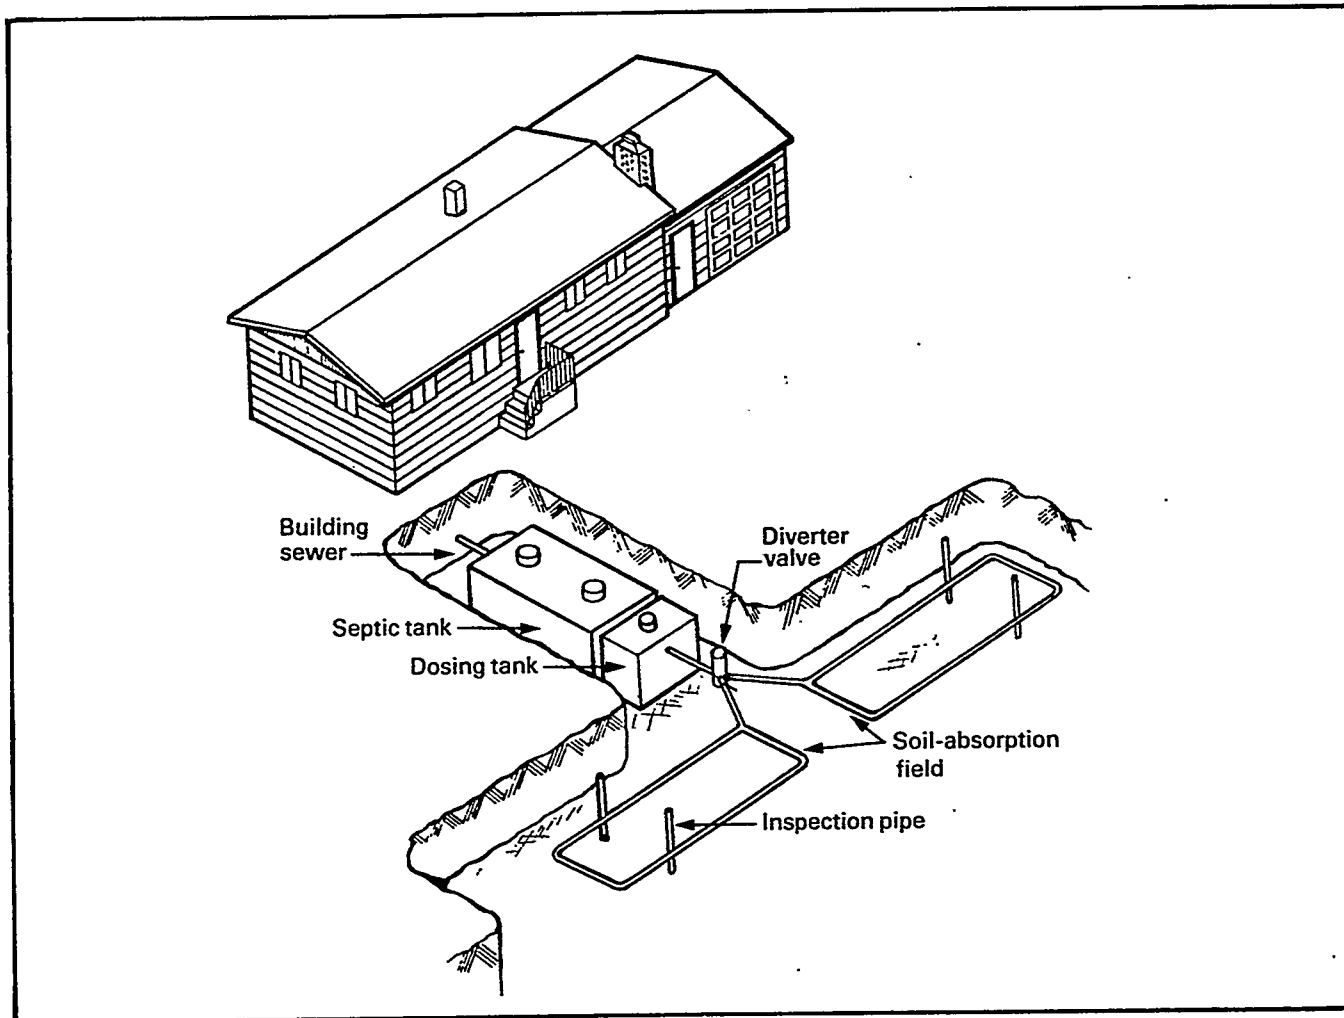 Building
sewer
Diverter
valve
Septic tank
Dosing tank
Soil-absorption
field
Inspection pipe